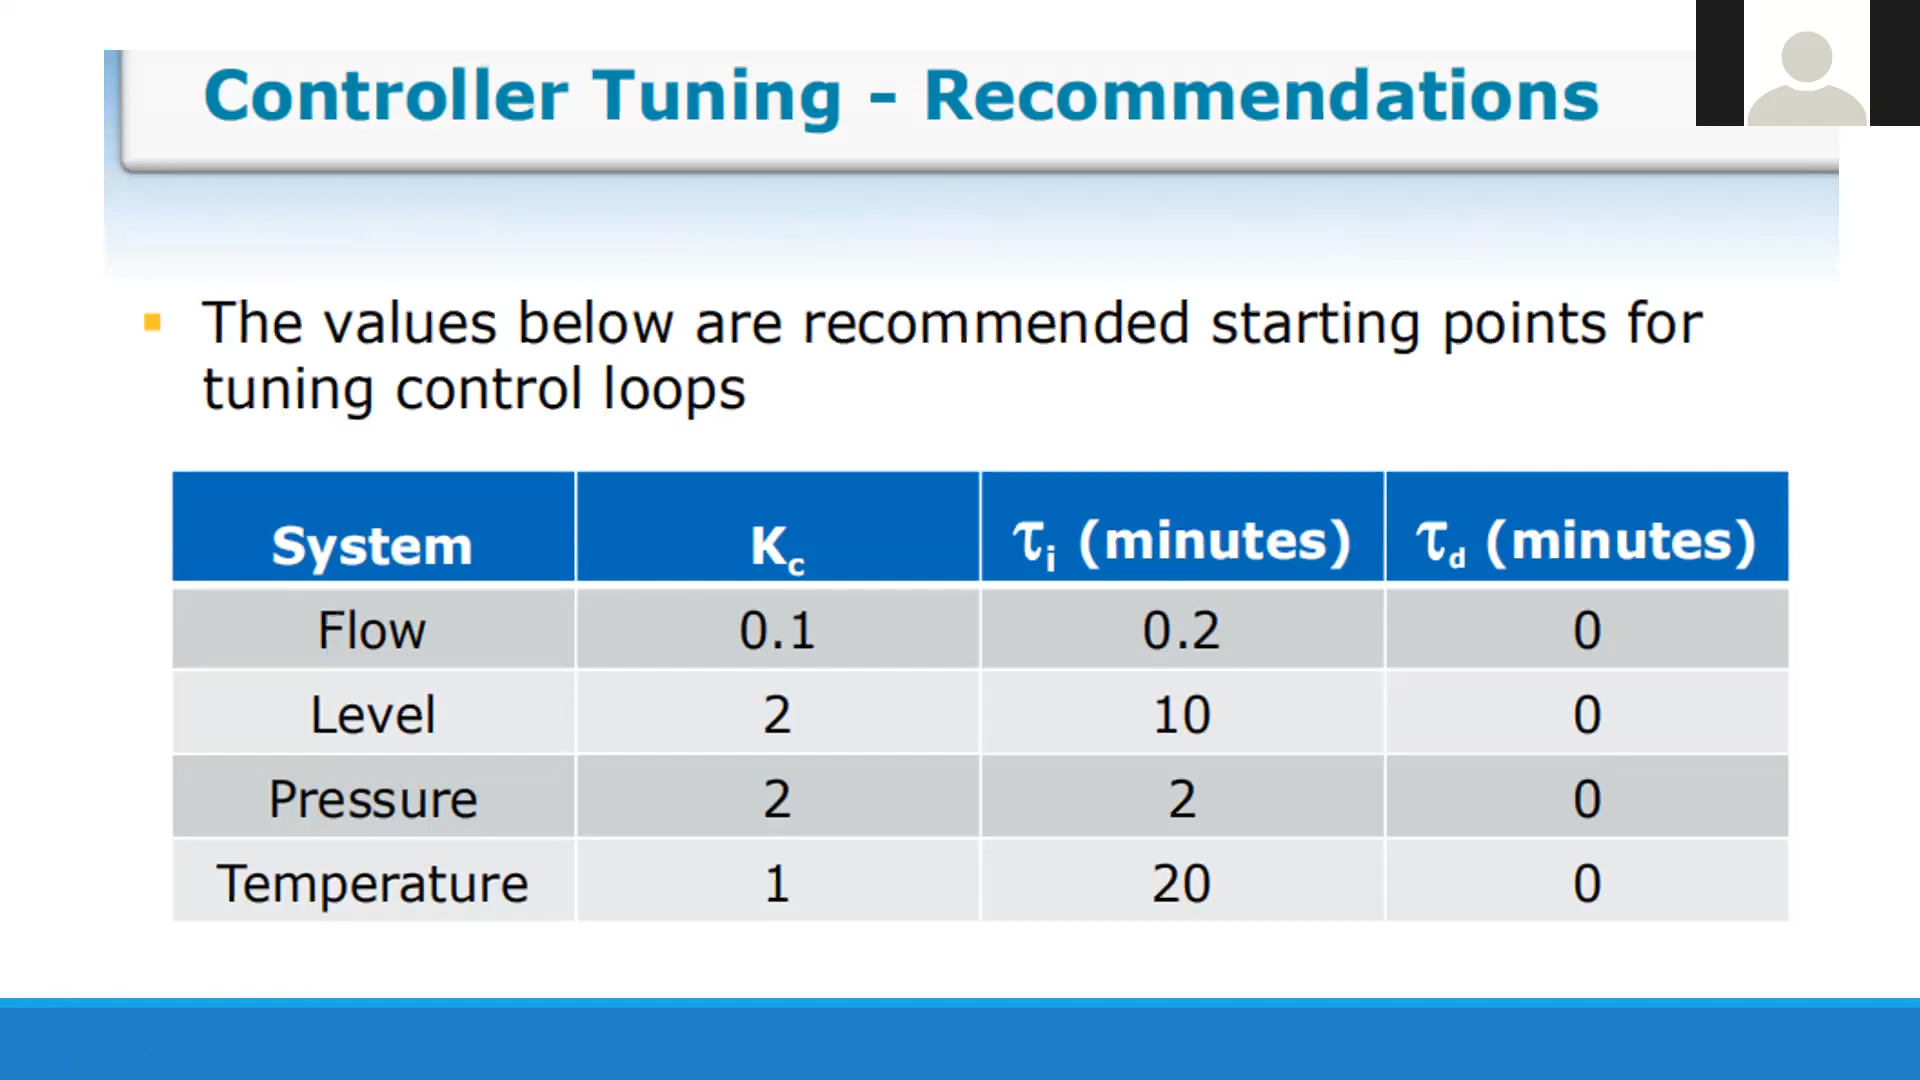 Controller Tuning - Recommendations
▪ The values below are recommended starting points for
tuning control loops
System Kc τi (minutes) τd (minutes)
Flow 0.1 0.2 0
Level 2 10 0
Pressure 2 2 0
Temperature 1 20 0